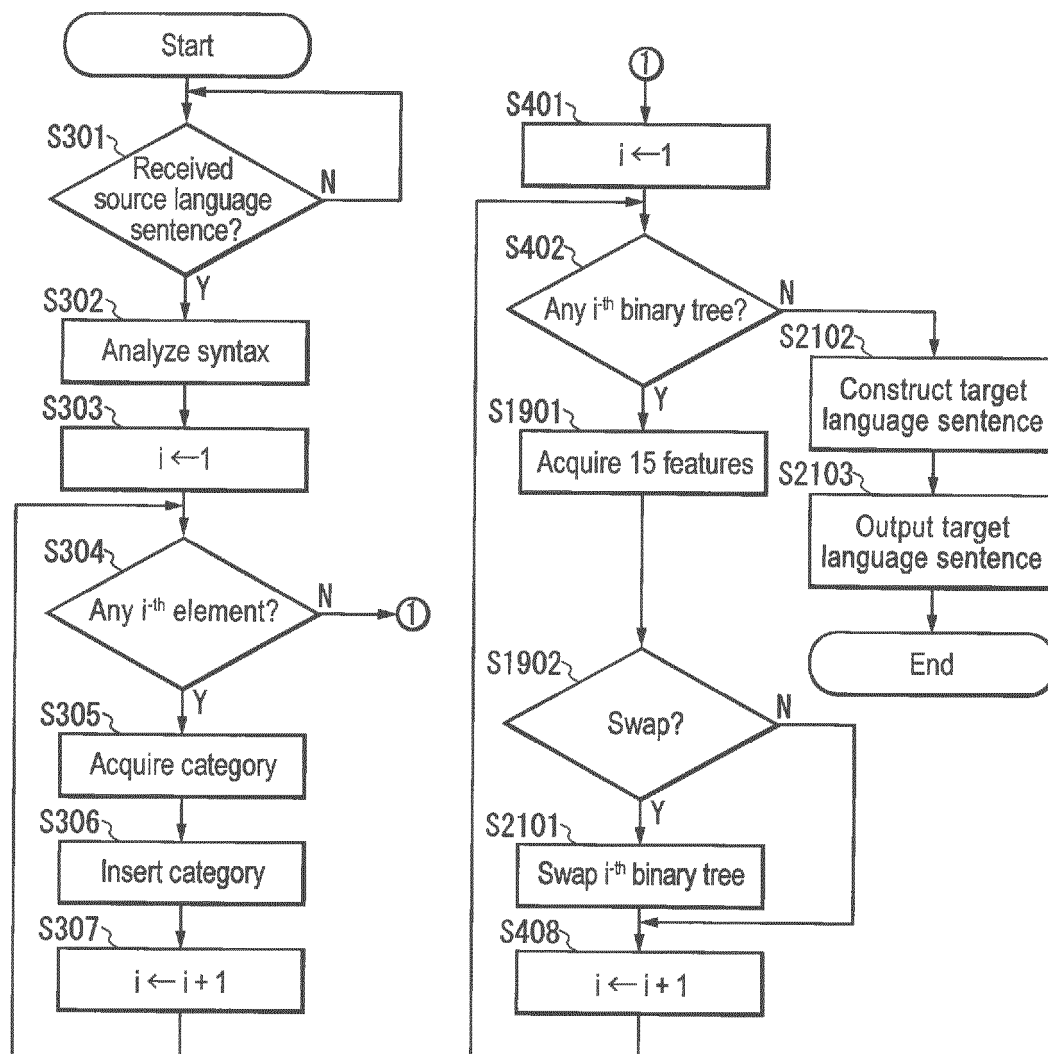 Start
S301
Received
source language
sentence?
N
Y
S302
Analyze syntax
S303
i ← 1
S304
Any i-th element?
N
1
Y
S305
Acquire category
S306
Insert category
S307
i ← i + 1
1
S401
i ← 1
S402
Any i-th binary tree?
N
Y
S1901
Acquire 15 features
S1902
Swap?
N
Y
S2101
Swap i-th binary tree
S408
i ← i + 1
S2102
Construct target
language sentence
S2103
Output target
language sentence
End